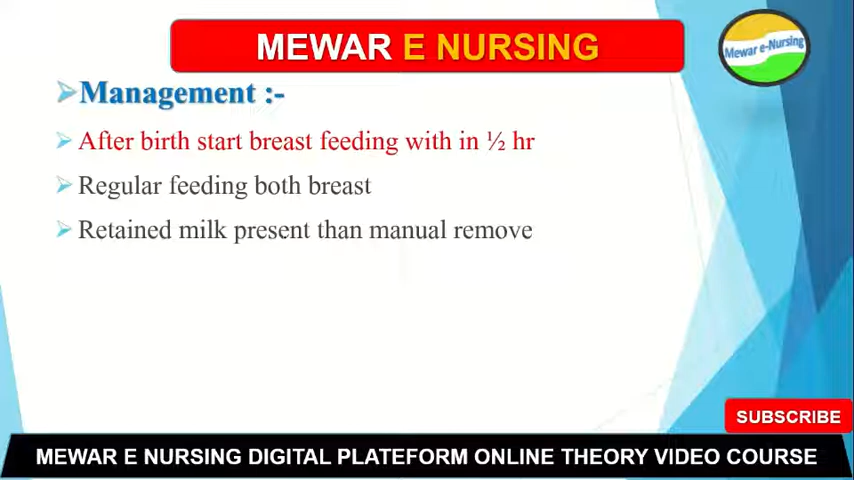 MEWAR E NURSING
Mewar e-Nursing
Management :-
After birth start breast feeding with in ½ hr
Regular feeding both breast
Retained milk present than manual remove
SUBSCRIBE
MEWAR E NURSING DIGITAL PLATEFORM ONLINE THEORY VIDEO COURSE